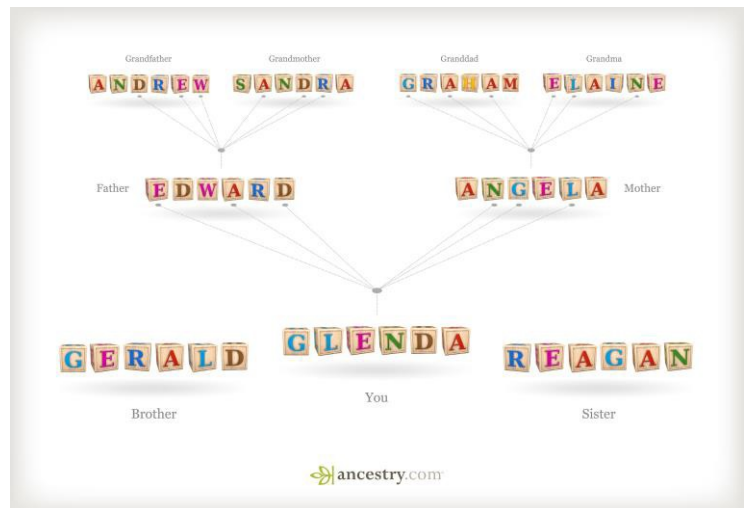 Grandfather Grandmother Granddad Grandma
ANDREW SANDRA GRAHAM ELAINE
Father EDWARD ANGELA Mother
GERALD GLENDA REAGAN
Brother You Sister
ancestry.com